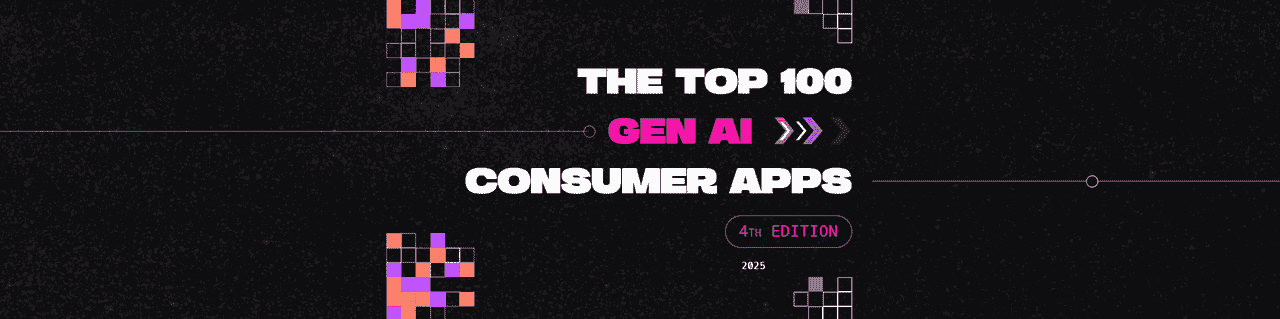 THE TOP 100
GEN AI
CONSUMER APPS
4TH EDITION
2025